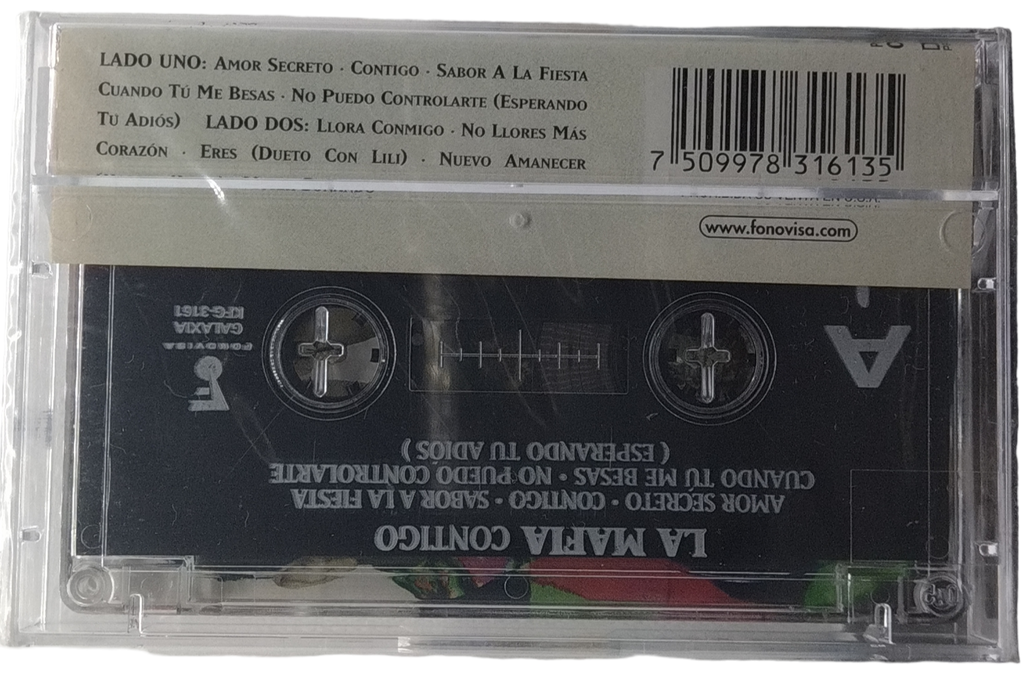 LADO UNO: AMOR SECRETO · CONTIGO · SABOR A LA FIESTA
CUANDO TÚ ME BESAS · NO PUEDO CONTROLARTE (ESPERANDO
TU ADIÓS) LADO DOS: LLORA CONMIGO · NO LLORES MÁS
CORAZÓN · ERES (DUETO CON LILI) · NUEVO AMANECER
7 509978 316135
www.fonovisa.com
A
LA MAFIA CONTIGO
AMOR SECRETO • CONTIGO • SABOR A LA FIESTA
CUANDO TÚ ME BESAS • NO PUEDO CONTROLARTE
( ESPERANDO TU ADIÓS )
F
FONOVISA
GALAXIA
KFG-3161